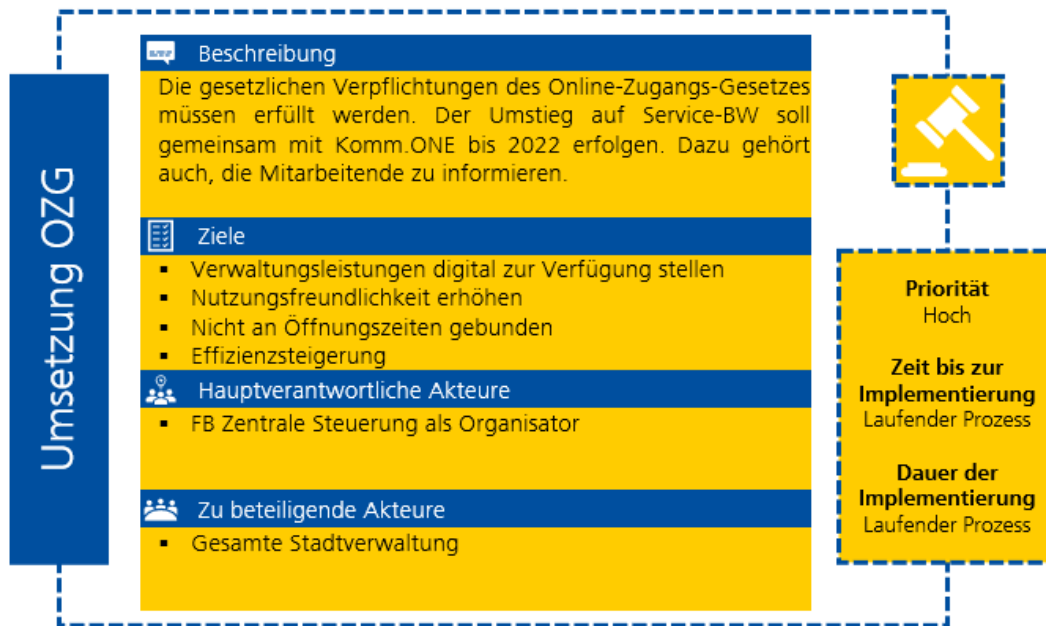 Umsetzung OZG
Beschreibung
Die gesetzlichen Verpflichtungen des Online-Zugangs-Gesetzes
müssen erfüllt werden. Der Umstieg auf Service-BW soll
gemeinsam mit Komm.ONE bis 2022 erfolgen. Dazu gehört
auch, die Mitarbeitende zu informieren.
Ziele
▪ Verwaltungsleistungen digital zur Verfügung stellen
▪ Nutzungsfreundlichkeit erhöhen
▪ Nicht an Öffnungszeiten gebunden
▪ Effizienzsteigerung
Hauptverantwortliche Akteure
▪ FB Zentrale Steuerung als Organisator
Zu beteiligende Akteure
▪ Gesamte Stadtverwaltung
Priorität
Hoch
Zeit bis zur
Implementierung
Laufender Prozess
Dauer der
Implementierung
Laufender Prozess